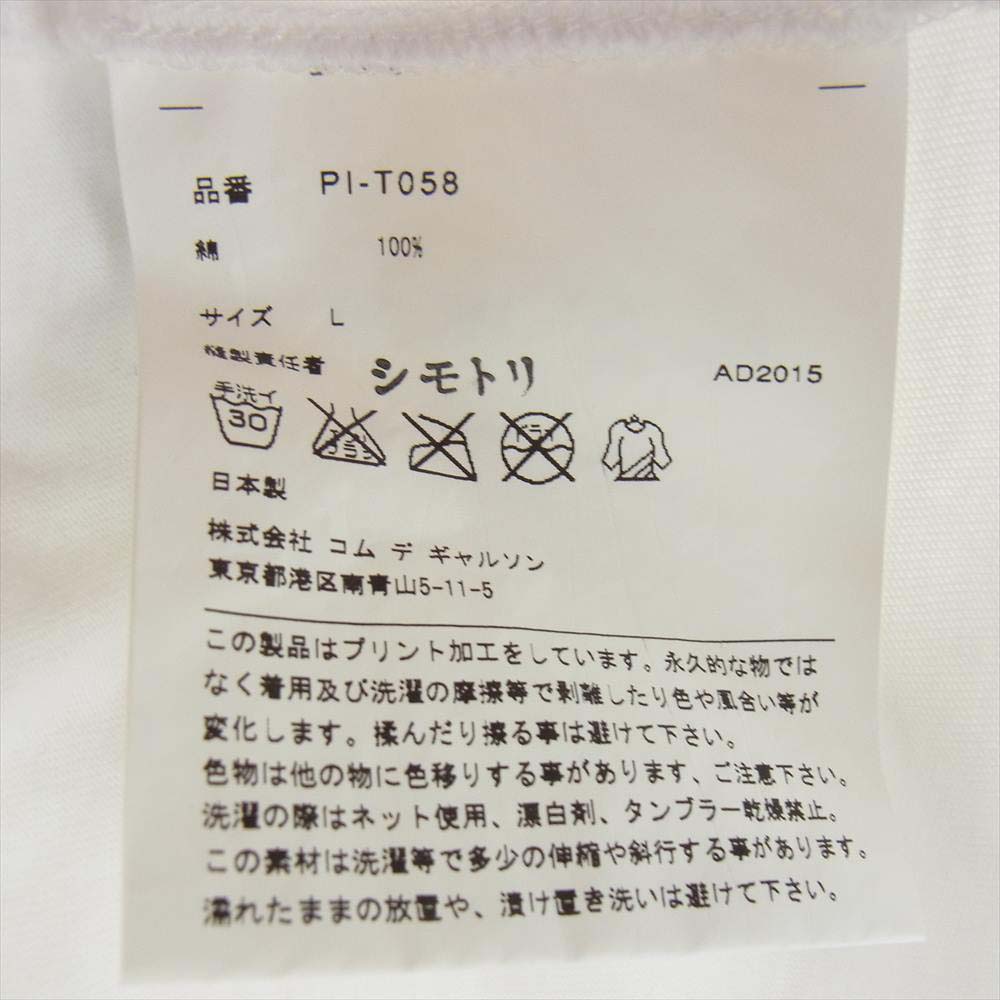 品番 PI-T058
綿 100%
サイズ L
縫製責任者 シモトリ AD2015
手洗イ
30 エンソサラシ ドライ
日本製
株式会社 コム デ ギャルソン
東京都港区南青山5-11-5
この製品はプリント加工をしています。永久的な物では
なく着用及び洗濯の摩擦等で剥離したり色や風合い等が
変化します。揉んだり擦る事は避けて下さい。
色物は他の物に色移りする事があります、ご注意下さい。
洗濯の際はネット使用、漂白剤、タンブラー乾燥禁止。
この素材は洗濯等で多少の伸縮や斜行する事があります。
濡れたままの放置や、漬け置き洗いは避けて下さい。